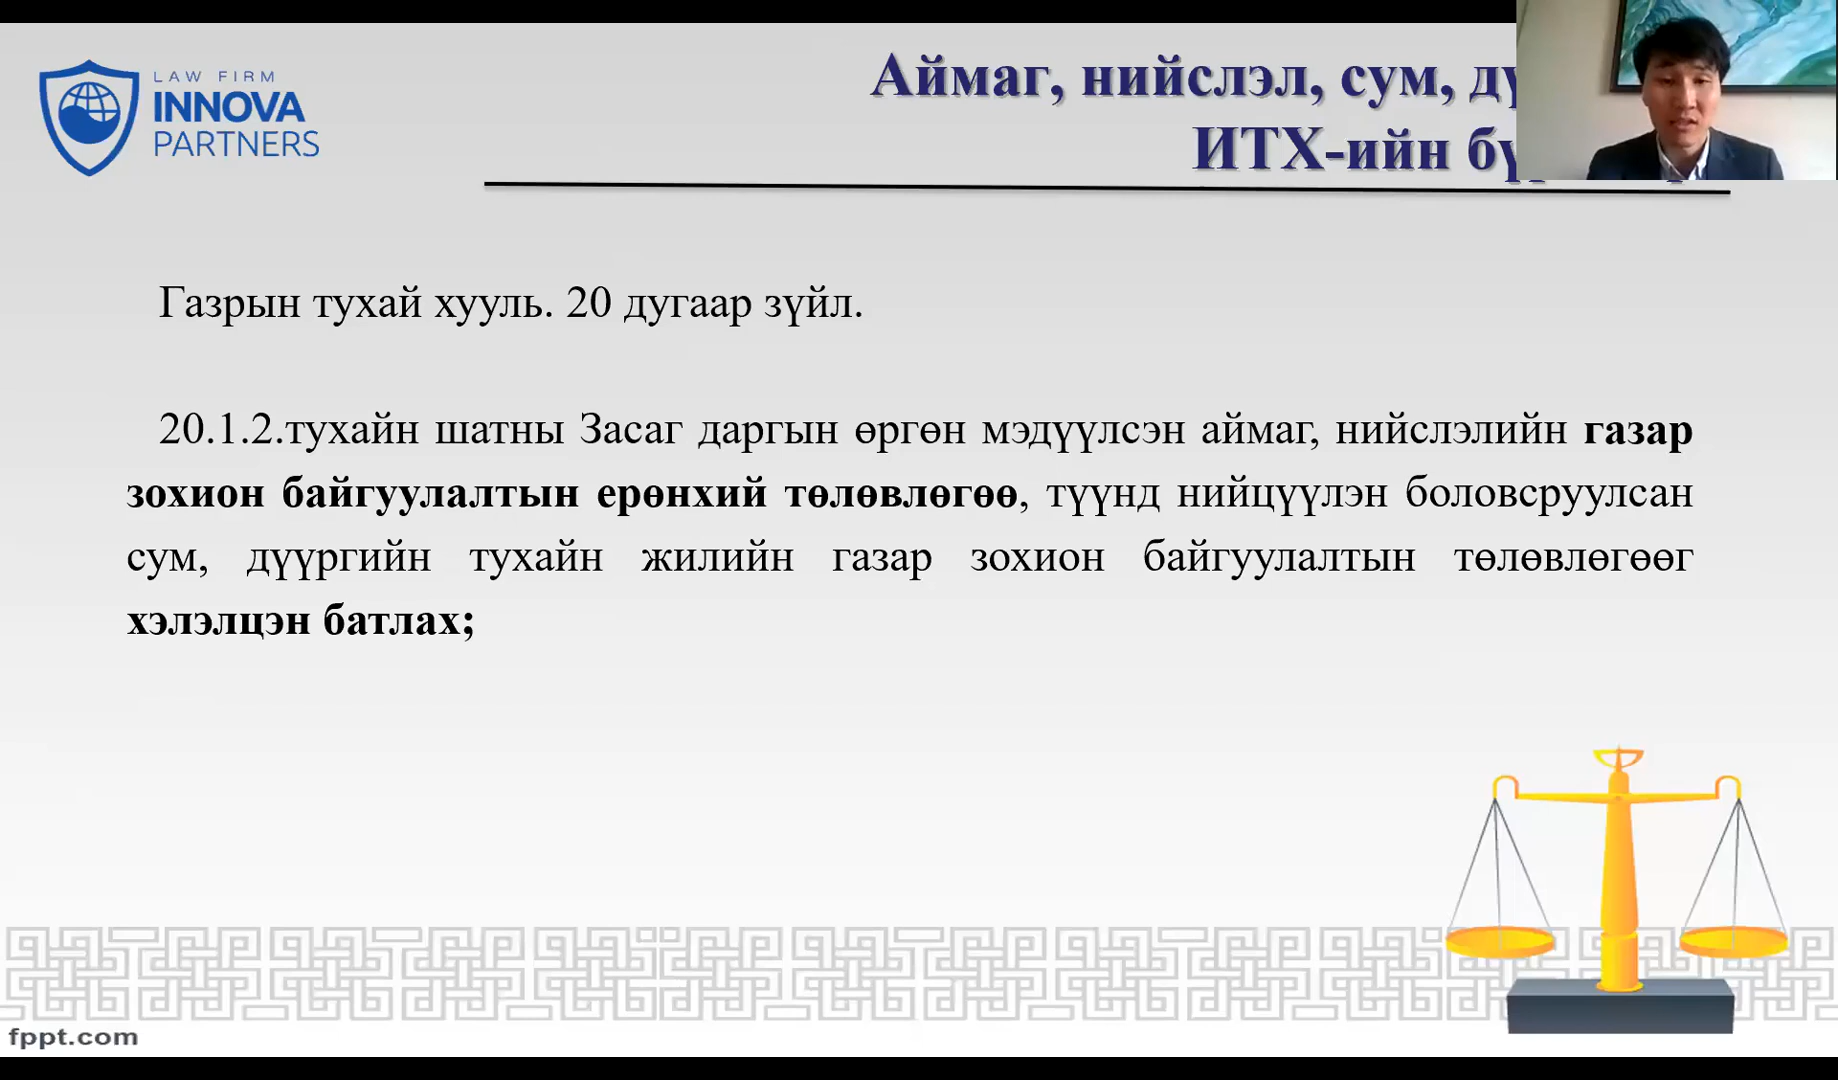 LAW FIRM
INNOVA
PARTNERS
Аймаг, нийслэл, сум,
ИТХ-ийн
Газрын тухай хууль. 20 дугаар зүйл.
20.1.2.тухайн шатны Засаг даргын өргөн мэдүүлсэн аймаг, нийслэлийн газар
зохион байгуулалтын ерөнхий төлөвлөгөө, түүнд нийцүүлэн боловсруулсан
сум, дүүргийн тухайн жилийн газар зохион байгуулалтын төлөвлөгөөг
хэлэлцэн батлах;
fppt.com